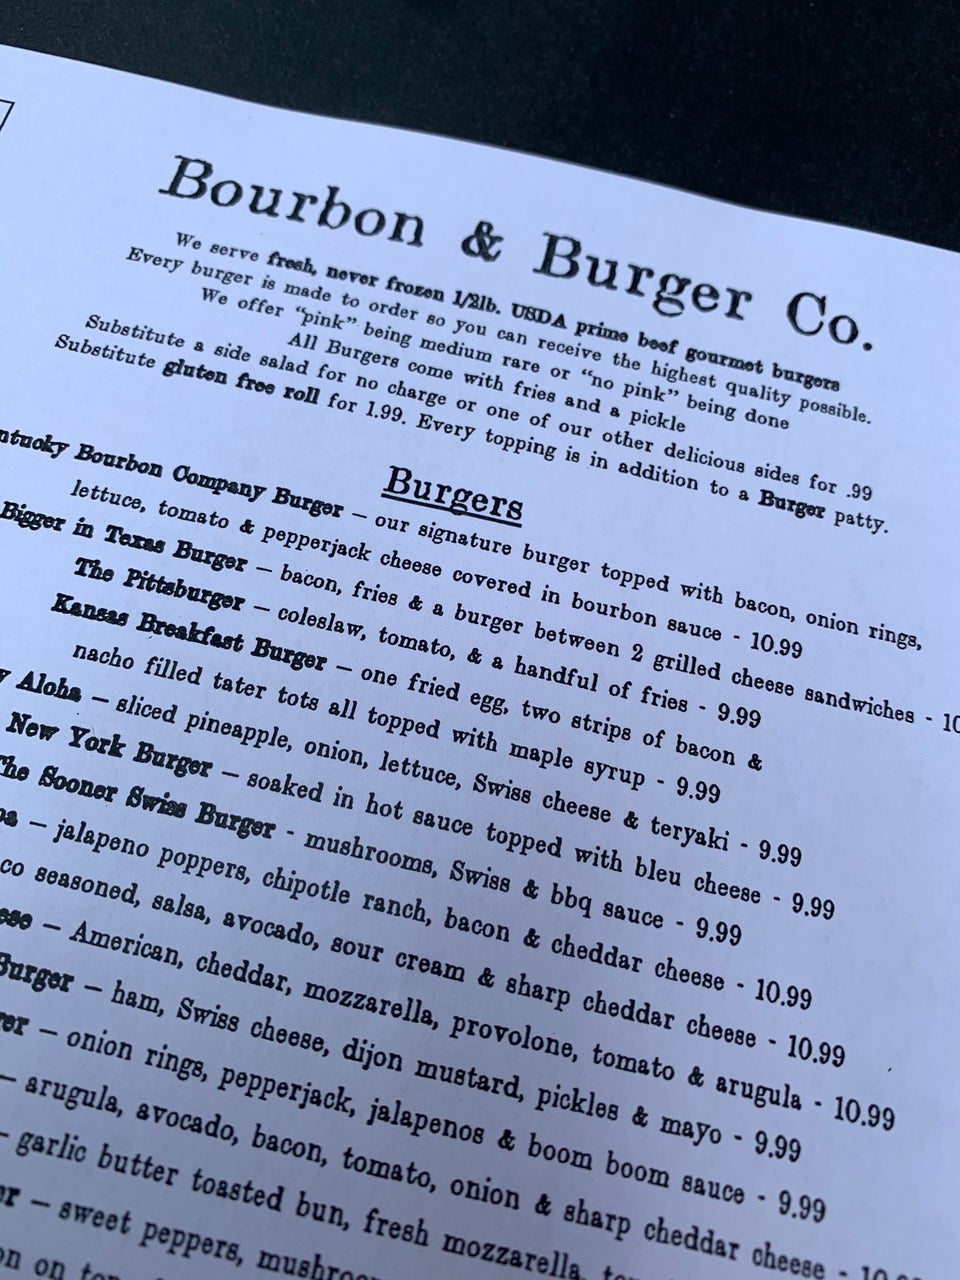 Bourbon & Burger Co.
We serve fresh, never frozen 1/2lb. USDA prime beef gourmet burgers
Every burger is made to order so you can receive the highest quality possible.
We offer "pink" being medium rare or "no pink" being done
All Burgers come with fries and a pickle
Substitute a side salad for no charge or one of our other delicious sides for .99
Substitute gluten free roll for 1.99. Every topping is in addition to a Burger patty.
Burgers
ntucky Bourbon Company Burger – our signature burger topped with bacon, onion rings,
lettuce, tomato & pepperjack cheese covered in bourbon sauce - 10.99
Bigger in Texas Burger – bacon, fries & a burger between 2 grilled cheese sandwiches - 10
The Pittsburger – coleslaw, tomato, & a handful of fries - 9.99
Kansas Breakfast Burger – one fried egg, two strips of bacon &
nacho filled tater tots all topped with maple syrup - 9.99
y Aloha – sliced pineapple, onion, lettuce, Swiss cheese & teryaki - 9.99
New York Burger – soaked in hot sauce topped with bleu cheese - 9.99
The Sooner Swiss Burger - mushrooms, Swiss & bbq sauce - 9.99
– jalapeno poppers, chipotle ranch, bacon & cheddar cheese - 10.99
co seasoned, salsa, avocado, sour cream & sharp cheddar cheese - 10.99
ese – American, cheddar, mozzarella, provolone, tomato & arugula - 10.99
Burger – ham, Swiss cheese, dijon mustard, pickles & mayo - 9.99
ger – onion rings, pepperjack, jalapenos & boom boom sauce - 9.99
– arugula, avocado, bacon, tomato, onion & sharp cheddar cheese -
– garlic butter toasted bun, fresh mozzarella,
er – sweet peppers,
on on